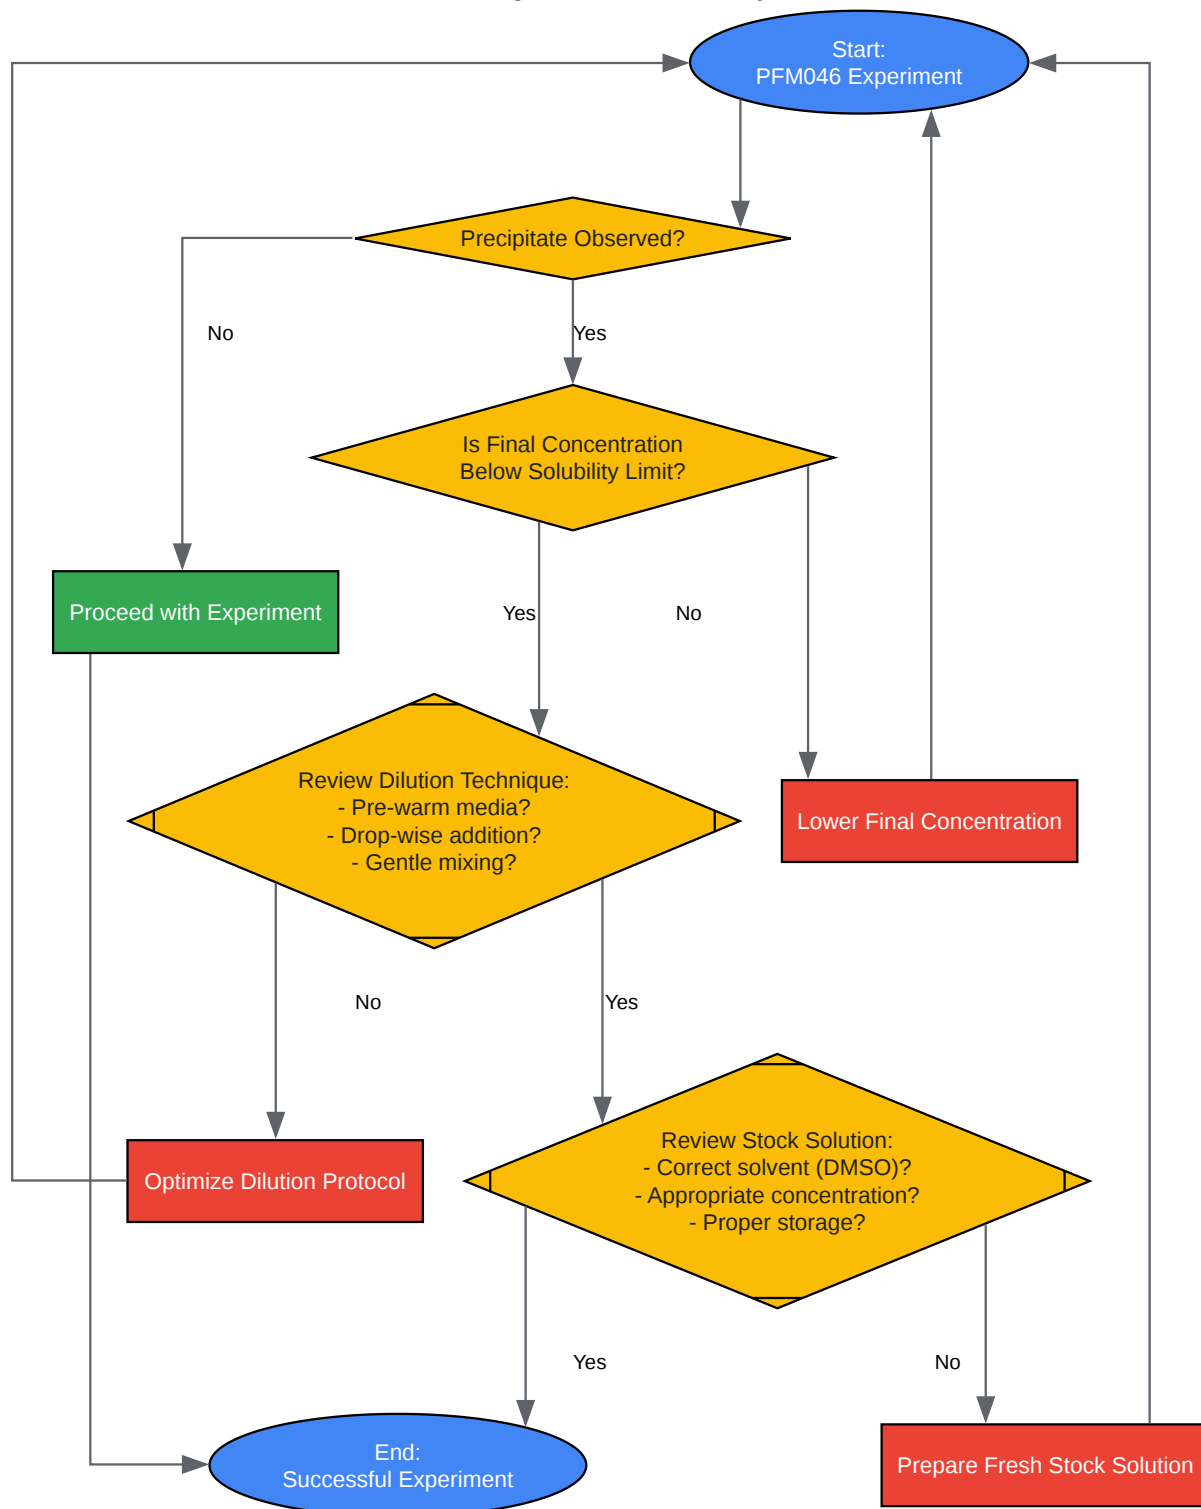 Start:
PFM046 Experiment
Precipitate Observed?
No
Yes
Is Final Concentration
Below Solubility Limit?
Proceed with Experiment
Yes
No
Review Dilution Technique:
- Pre-warm media?
- Drop-wise addition?
- Gentle mixing?
Lower Final Concentration
No
Yes
Optimize Dilution Protocol
Review Stock Solution:
- Correct solvent (DMSO)?
- Appropriate concentration?
- Proper storage?
Yes
No
End:
Successful Experiment
Prepare Fresh Stock Solution